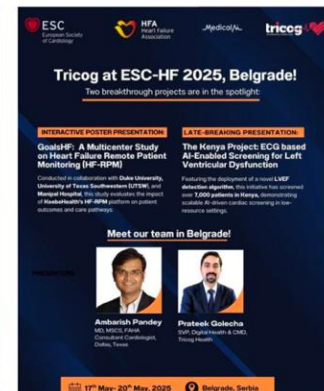 ESC
European Society
of Cardiology
HFA
Heart Failure
Association
Medical
tricog
Tricog at ESC-HF 2025, Belgrade!
Two breakthrough projects are in the spotlight:
INTERACTIVE POSTER PRESENTATION:
GoalsHF: A Multicenter Study
on Heart Failure Remote Patient
Monitoring (HF-RPM)
Conducted in collaboration with Duke University,
University of Texas Southwestern (UTSW), and
Manipal Hospital, this study evaluates the impact
of KeeboHealth's HF-RPM platform on patient
outcomes and care pathways.
LATE-BREAKING PRESENTATION:
The Kenya Project: ECG based
AI-Enabled Screening for Left
Ventricular Dysfunction
Featuring the deployment of a novel LVEF
detection algorithm, this initiative has screened
over 7,000 patients in Kenya, demonstrating
scalable AI-driven cardiac screening in low-
resource settings.
Meet our team in Belgrade!
PRESENTERS
Ambarish Pandey
MD, MSCS, FAHA
Consultant Cardiologist,
Dallas, Texas
Prateek Golecha
SVP, Digital Health & CMO,
Tricog Health
17th May- 20th May, 2025
Belgrade, Serbia